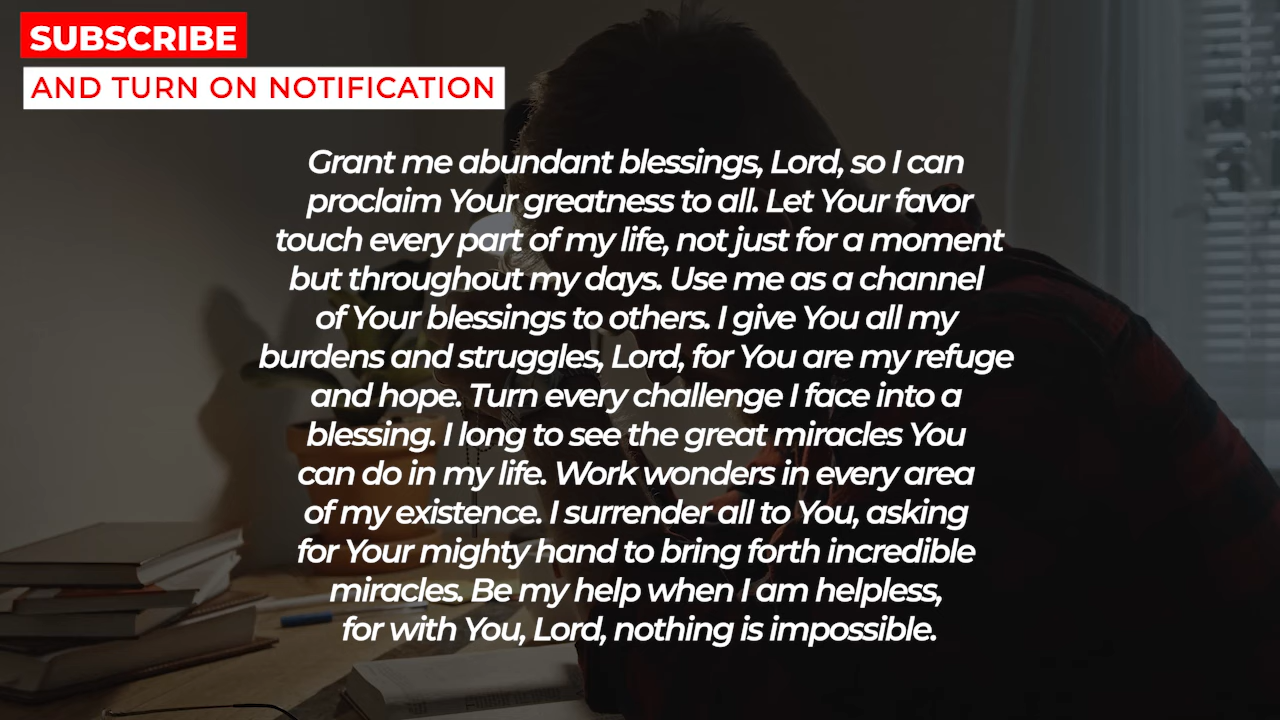 SUBSCRIBE
AND TURN ON NOTIFICATION
Grant me abundant blessings, Lord, so I can
proclaim Your greatness to all. Let Your favor
touch every part of my life, not just for a moment
but throughout my days. Use me as a channel
of Your blessings to others. I give You all my
burdens and struggles, Lord, for You are my refuge
and hope. Turn every challenge I face into a
blessing. I long to see the great miracles You
can do in my life. Work wonders in every area
of my existence. I surrender all to You, asking
for Your mighty hand to bring forth incredible
miracles. Be my help when I am helpless,
for with You, Lord, nothing is impossible.